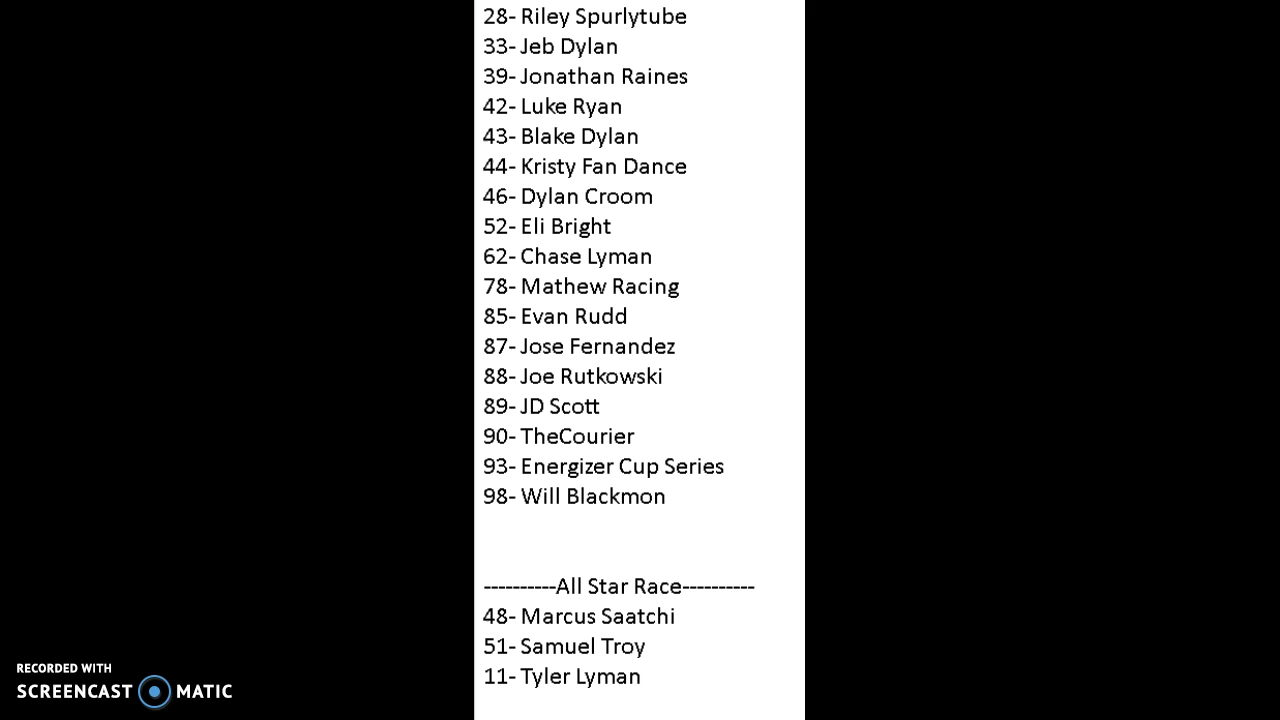 28- Riley Spurlytube
33- Jeb Dylan
39- Jonathan Raines
42- Luke Ryan
43- Blake Dylan
44- Kristy Fan Dance
46- Dylan Croom
52- Eli Bright
62- Chase Lyman
78- Mathew Racing
85- Evan Rudd
87- Jose Fernandez
88- Joe Rutkowski
89- JD Scott
90- TheCourier
93- Energizer Cup Series
98- Will Blackmon
----------All Star Race----------
48- Marcus Saatchi
51- Samuel Troy
11- Tyler Lyman
RECORDED WITH
SCREENCAST MATIC